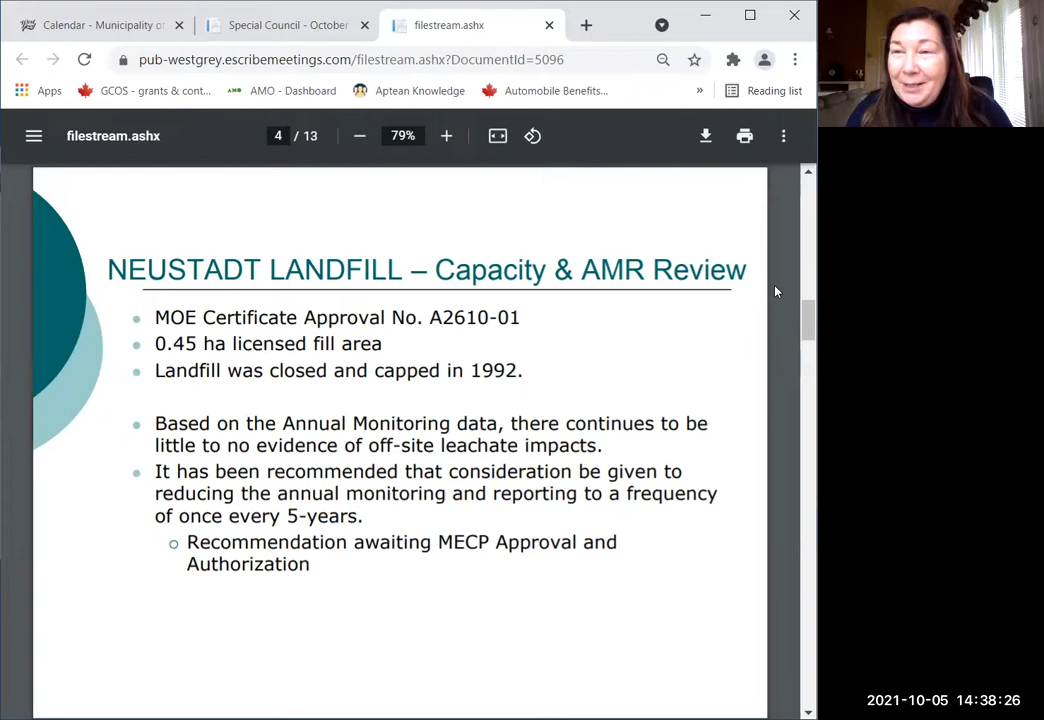 Calendar - Municipality of
Special Council - October
filestream.ashx
pub-westgrey.escribemeetings.com/filestream.ashx?DocumentId=5096
Apps
GCOS - grants & cont...
AMO - Dashboard
Aptean Knowledge
Automobile Benefits...
»
Reading list
filestream.ashx
4 / 13
79%
NEUSTADT LANDFILL – Capacity & AMR Review
MOE Certificate Approval No. A2610-01
0.45 ha licensed fill area
Landfill was closed and capped in 1992.
Based on the Annual Monitoring data, there continues to be
little to no evidence of off-site leachate impacts.
It has been recommended that consideration be given to
reducing the annual monitoring and reporting to a frequency
of once every 5-years.
Recommendation awaiting MECP Approval and
Authorization
2021-10-05 14:38:26